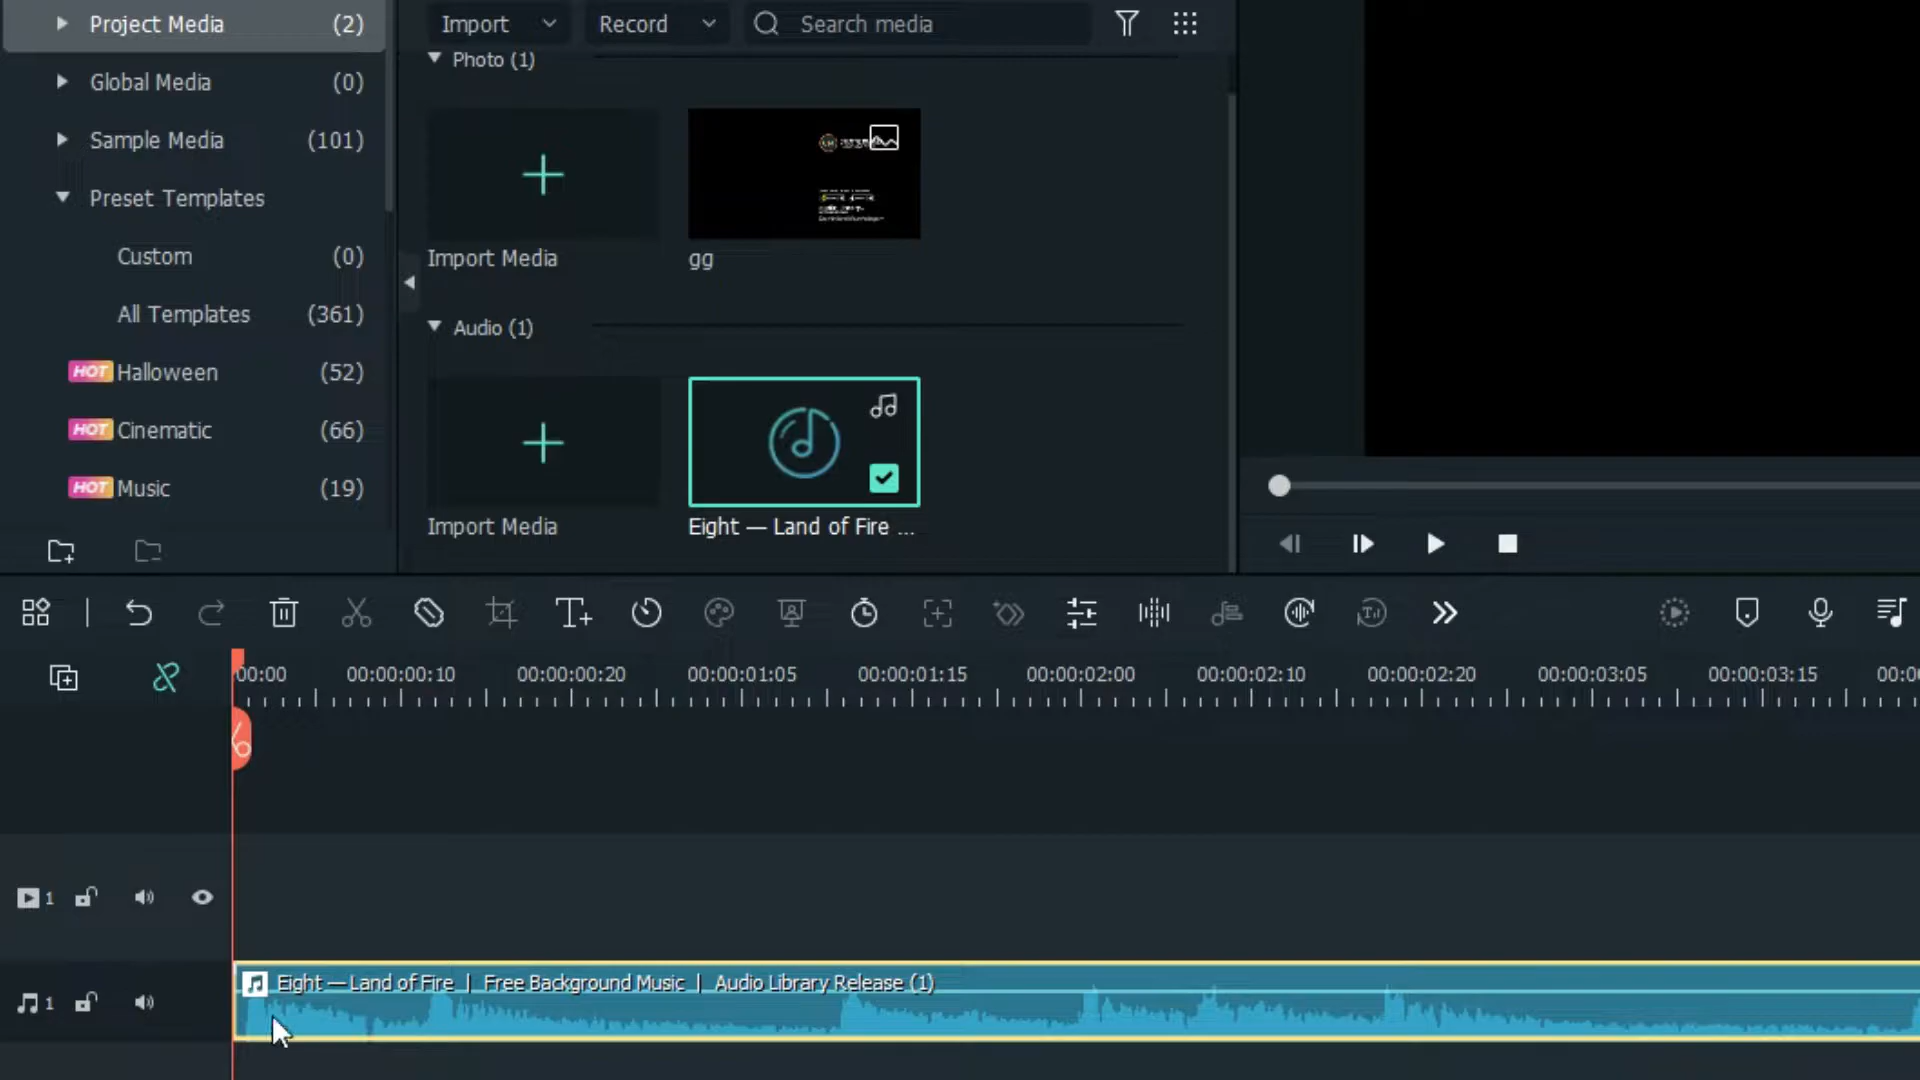 Project Media (2)
Global Media (0)
Sample Media (101)
Preset Templates
Custom (0)
All Templates (361)
HOT Halloween (52)
HOT Cinematic (66)
HOT Music (19)
Import
Record
Search media
Photo (1)
Import Media
gg
Audio (1)
Import Media
Eight — Land of Fire ...
00:00 00:00:00:10 00:00:00:20 00:00:01:05 00:00:01:15 00:00:02:00 00:00:02:10 00:00:02:20 00:00:03:05 00:00:03:15 00:0
1
1
Eight — Land of Fire | Free Background Music | Audio Library Release (1)